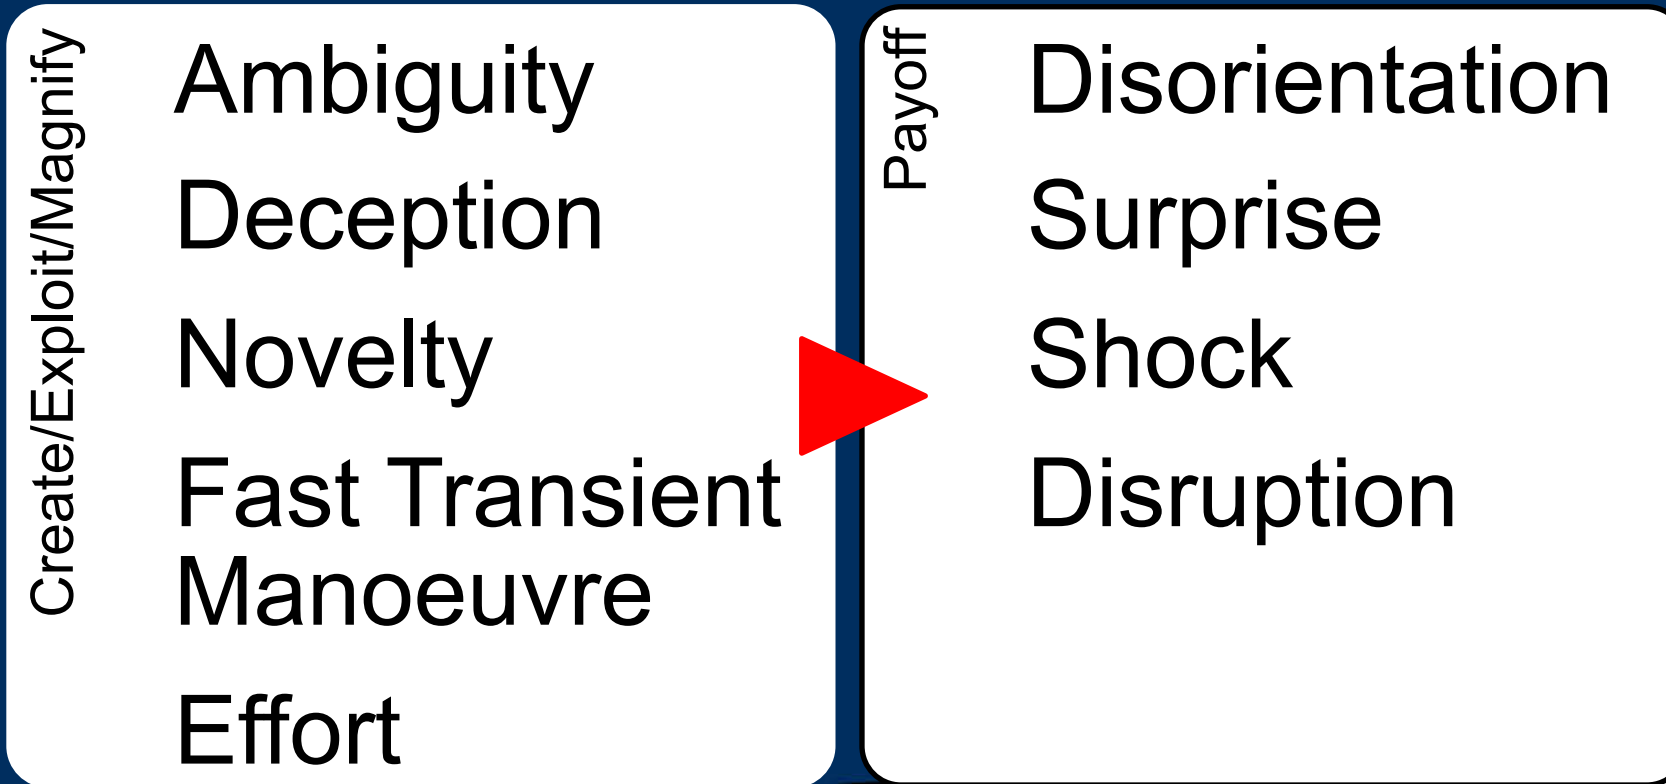 Create/Exploit/Magnify
Ambiguity
Deception
Novelty
Fast Transient
Manoeuvre
Effort
Payoff
Disorientation
Surprise
Shock
Disruption